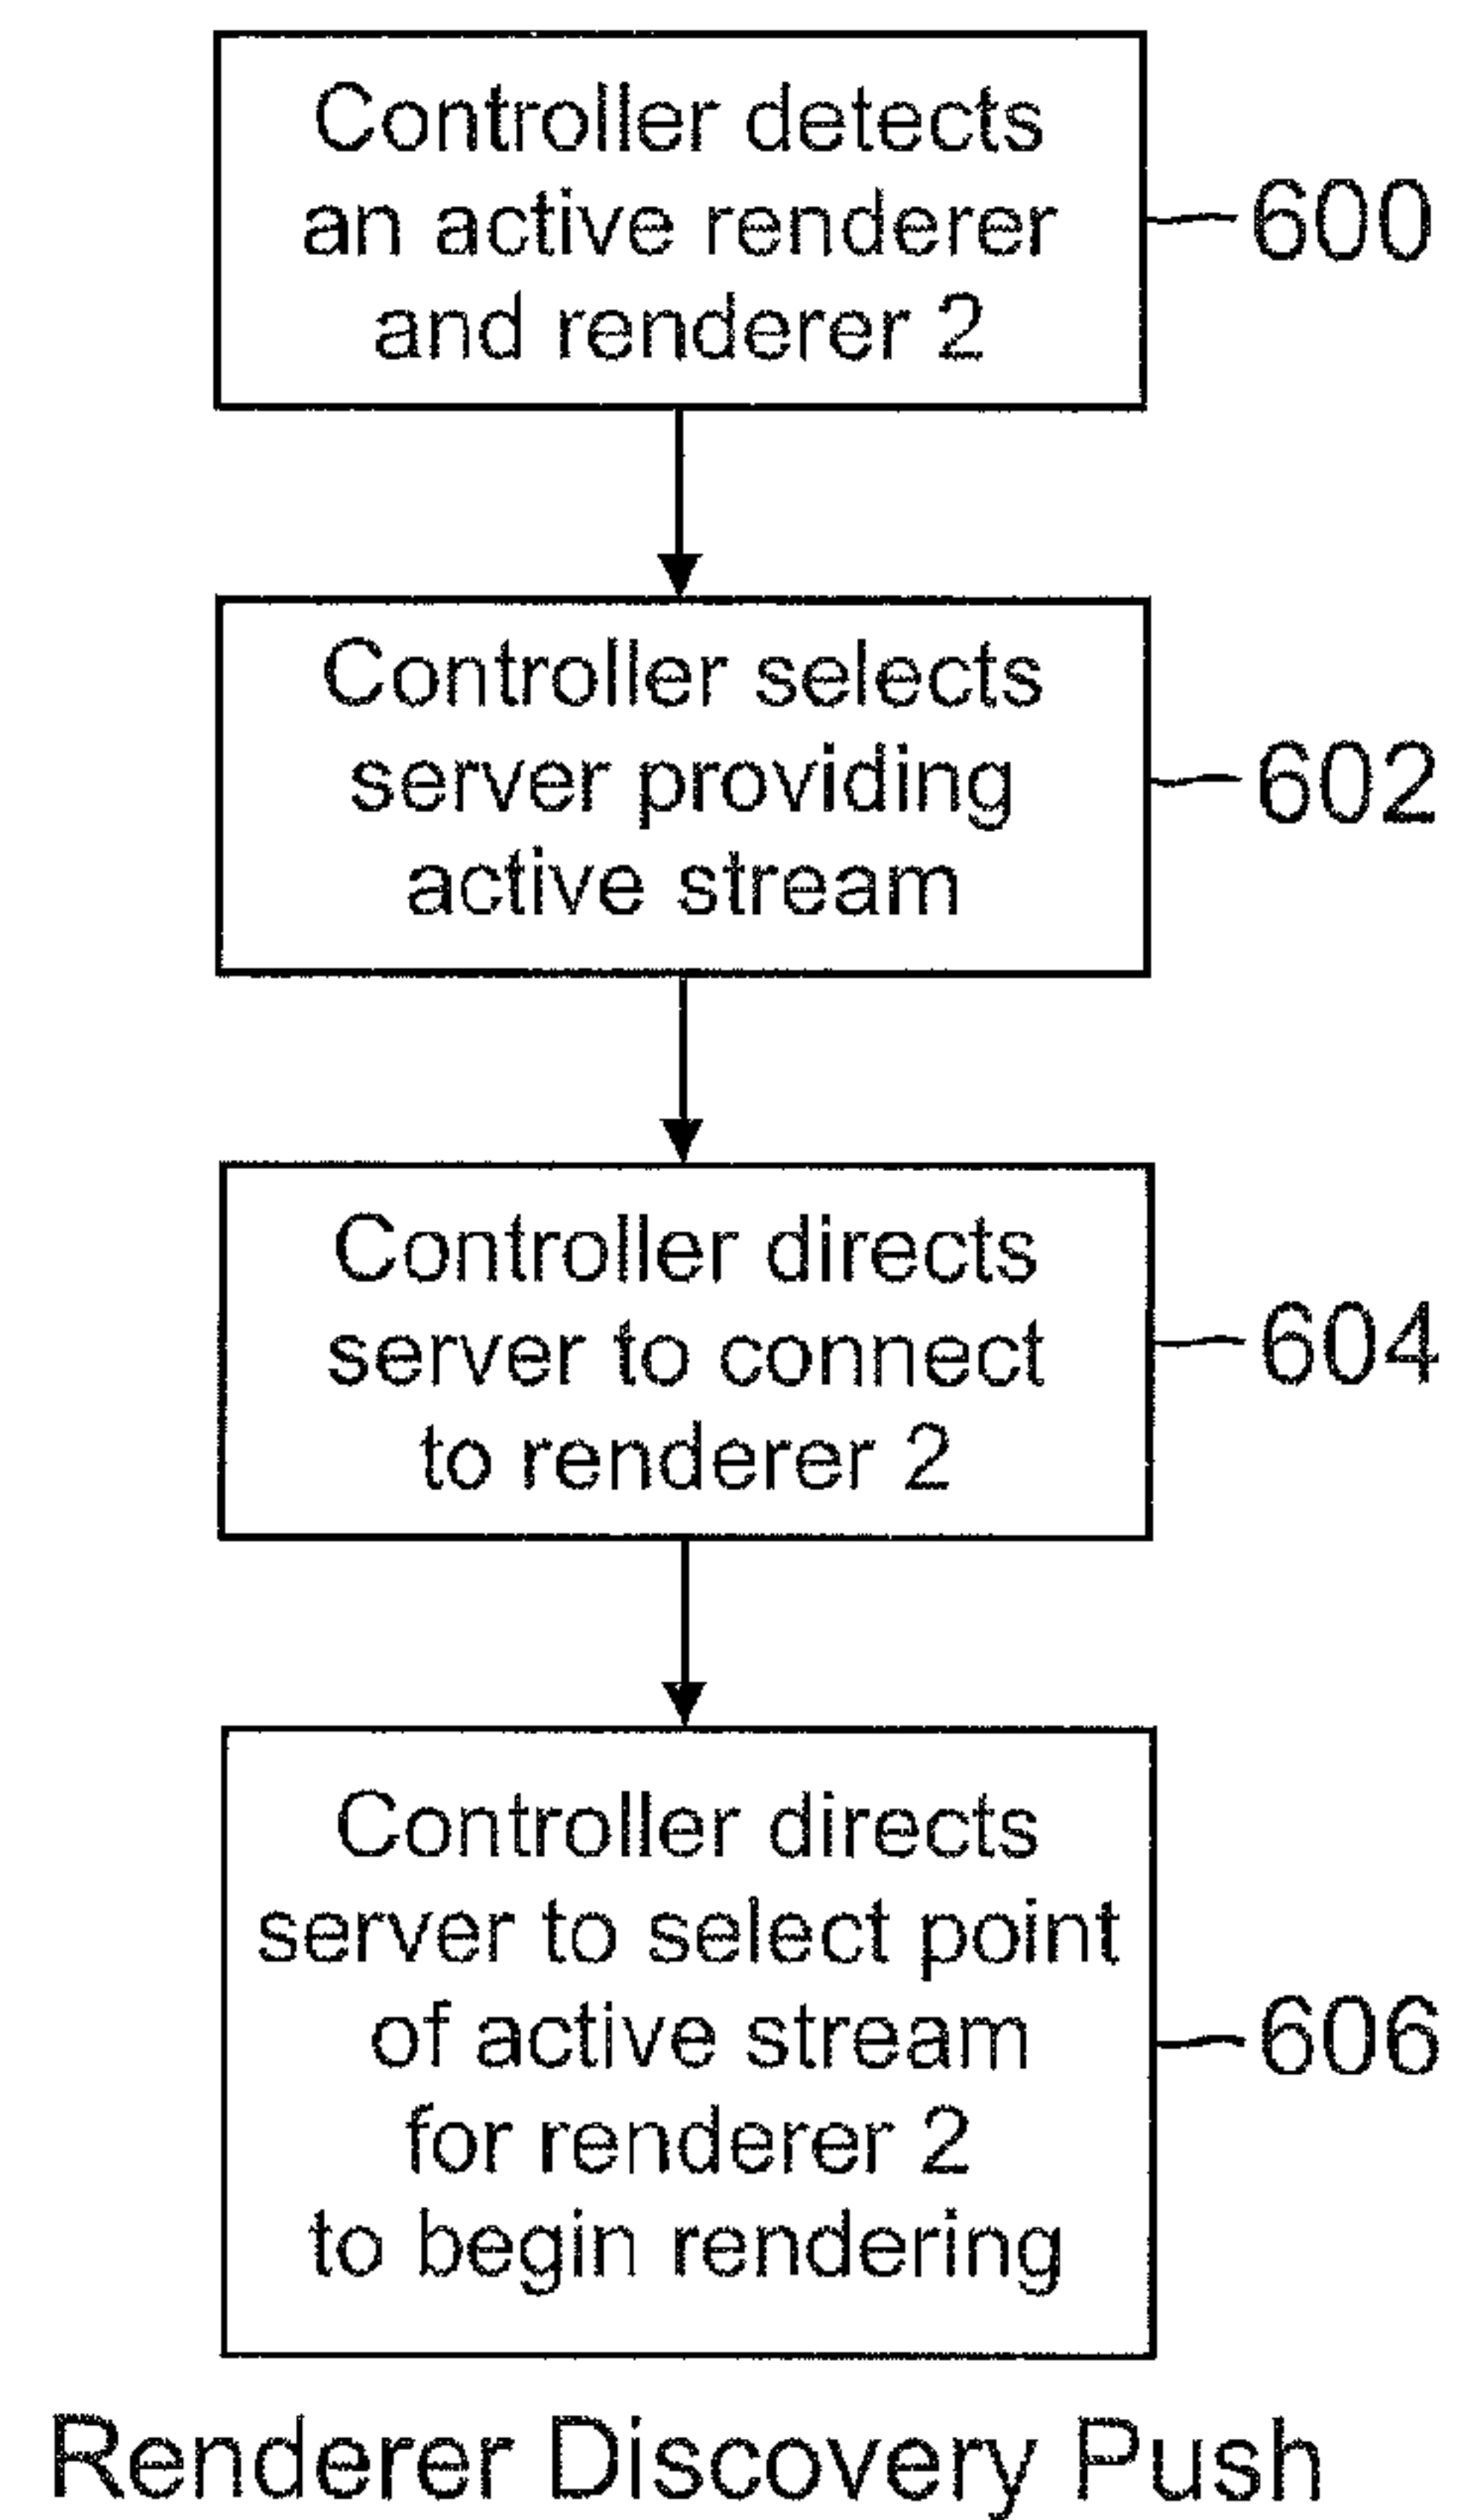 Controller detects
an active renderer
and renderer 2
600
Controller selects
server providing
active stream
602
Controller directs
server to connect
to renderer 2
604
Controller directs
server to select point
of active stream
for renderer 2
to begin rendering
606
Renderer Discovery Push